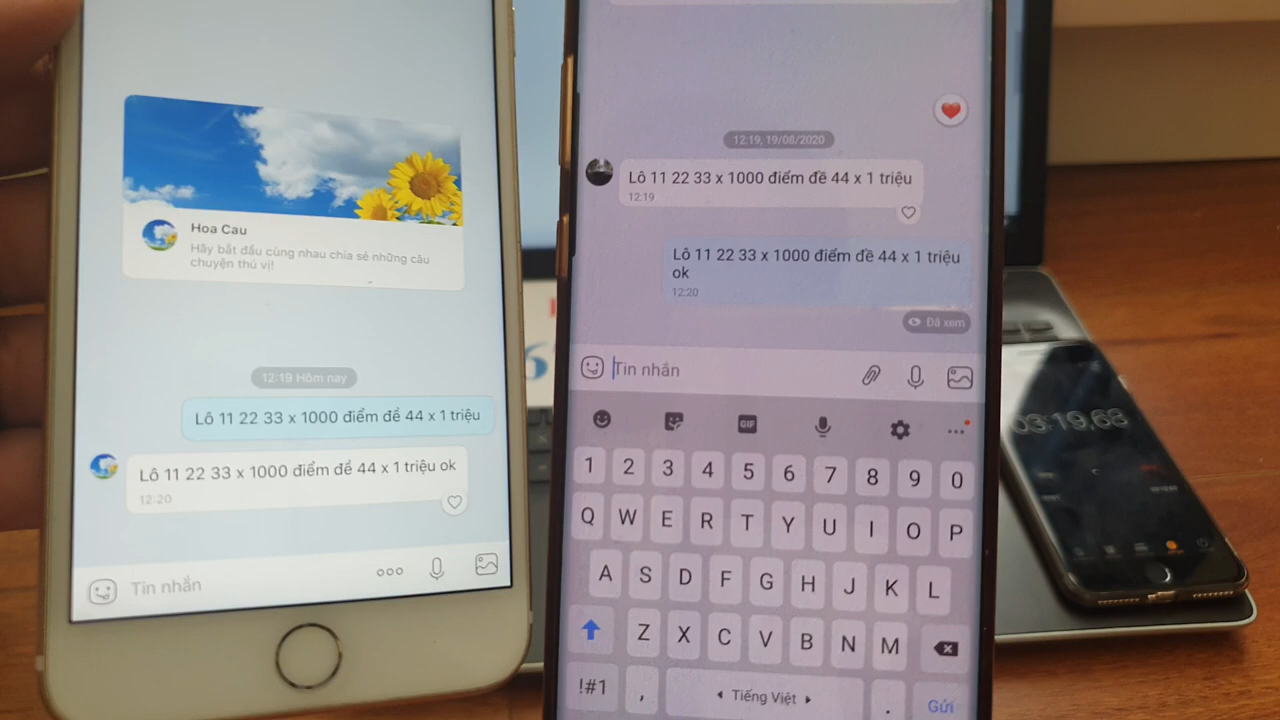 Hoa Cau
Hãy bắt đầu cùng nhau chia sẻ những câu
chuyện thú vị!
12:19 Hôm nay
Lô 11 22 33 x 1000 điểm đề 44 x 1 triệu
Lô 11 22 33 x 1000 điểm đề 44 x 1 triệu ok
12:20
Tin nhắn
12:19, 19/08/2020
Lô 11 22 33 x 1000 điểm đề 44 x 1 triệu
12:19
Lô 11 22 33 x 1000 điểm đề 44 x 1 triệu
ok
12:20
Đã xem
Tin nhắn
GIF
1 2 3 4 5 6 7 8 9 0
Q W E R T Y U I O P
A S D F G H J K L
Z X C V B N M
!#1 , Tiếng Việt . Gửi
03:19,68